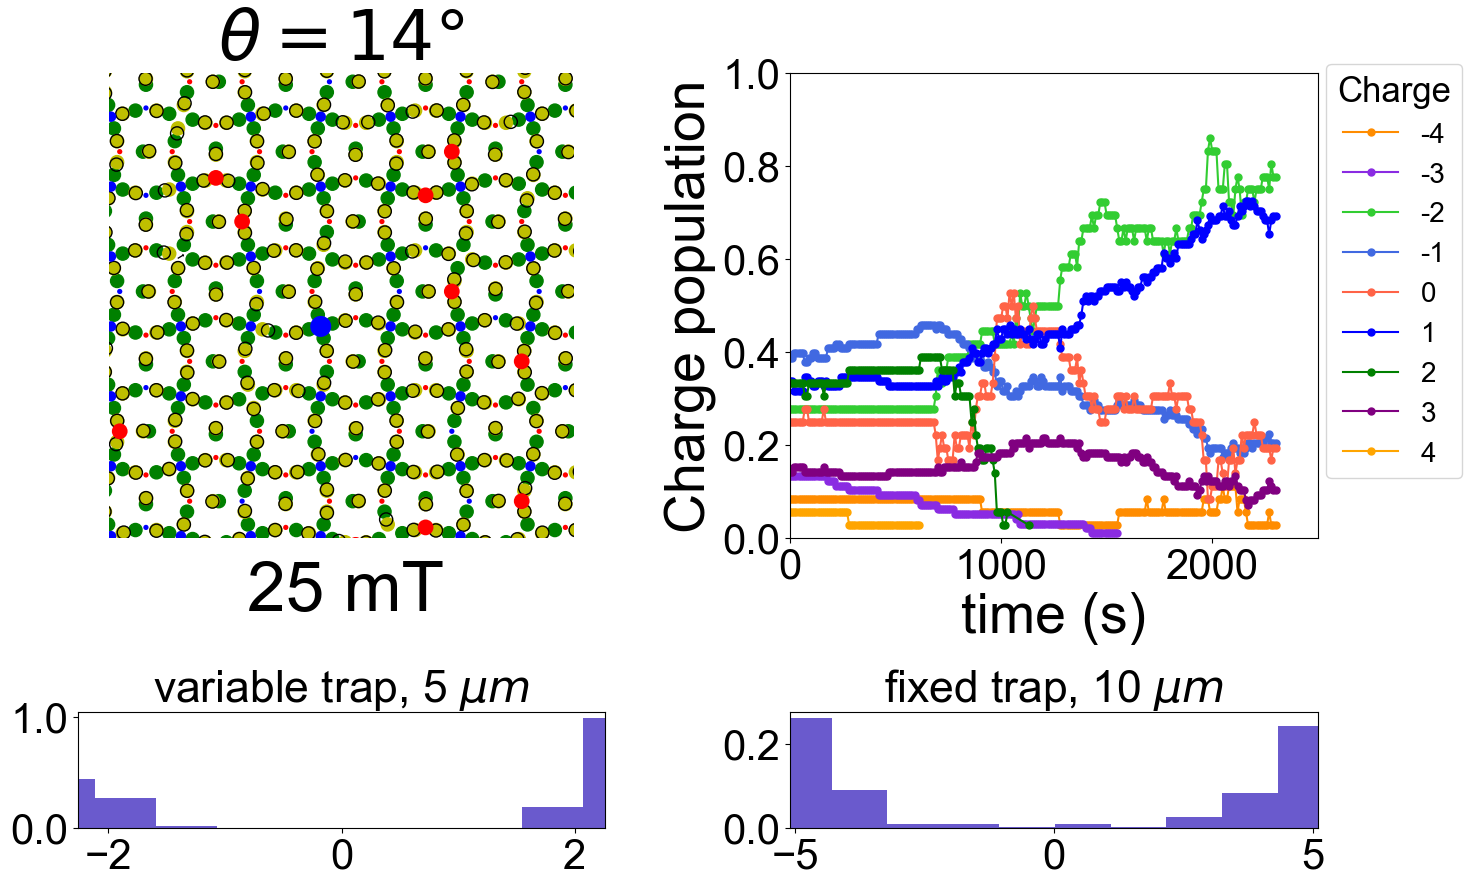 θ = 14°
25 mT
Charge population
1.0
0.8
0.6
0.4
0.2
0.0
0 1000 2000
time (s)
Charge
-4
-3
-2
-1
0
1
2
3
4
variable trap, 5 μm
1.0
0.0
−2 0 2
fixed trap, 10 μm
0.2
0.0
−5 0 5